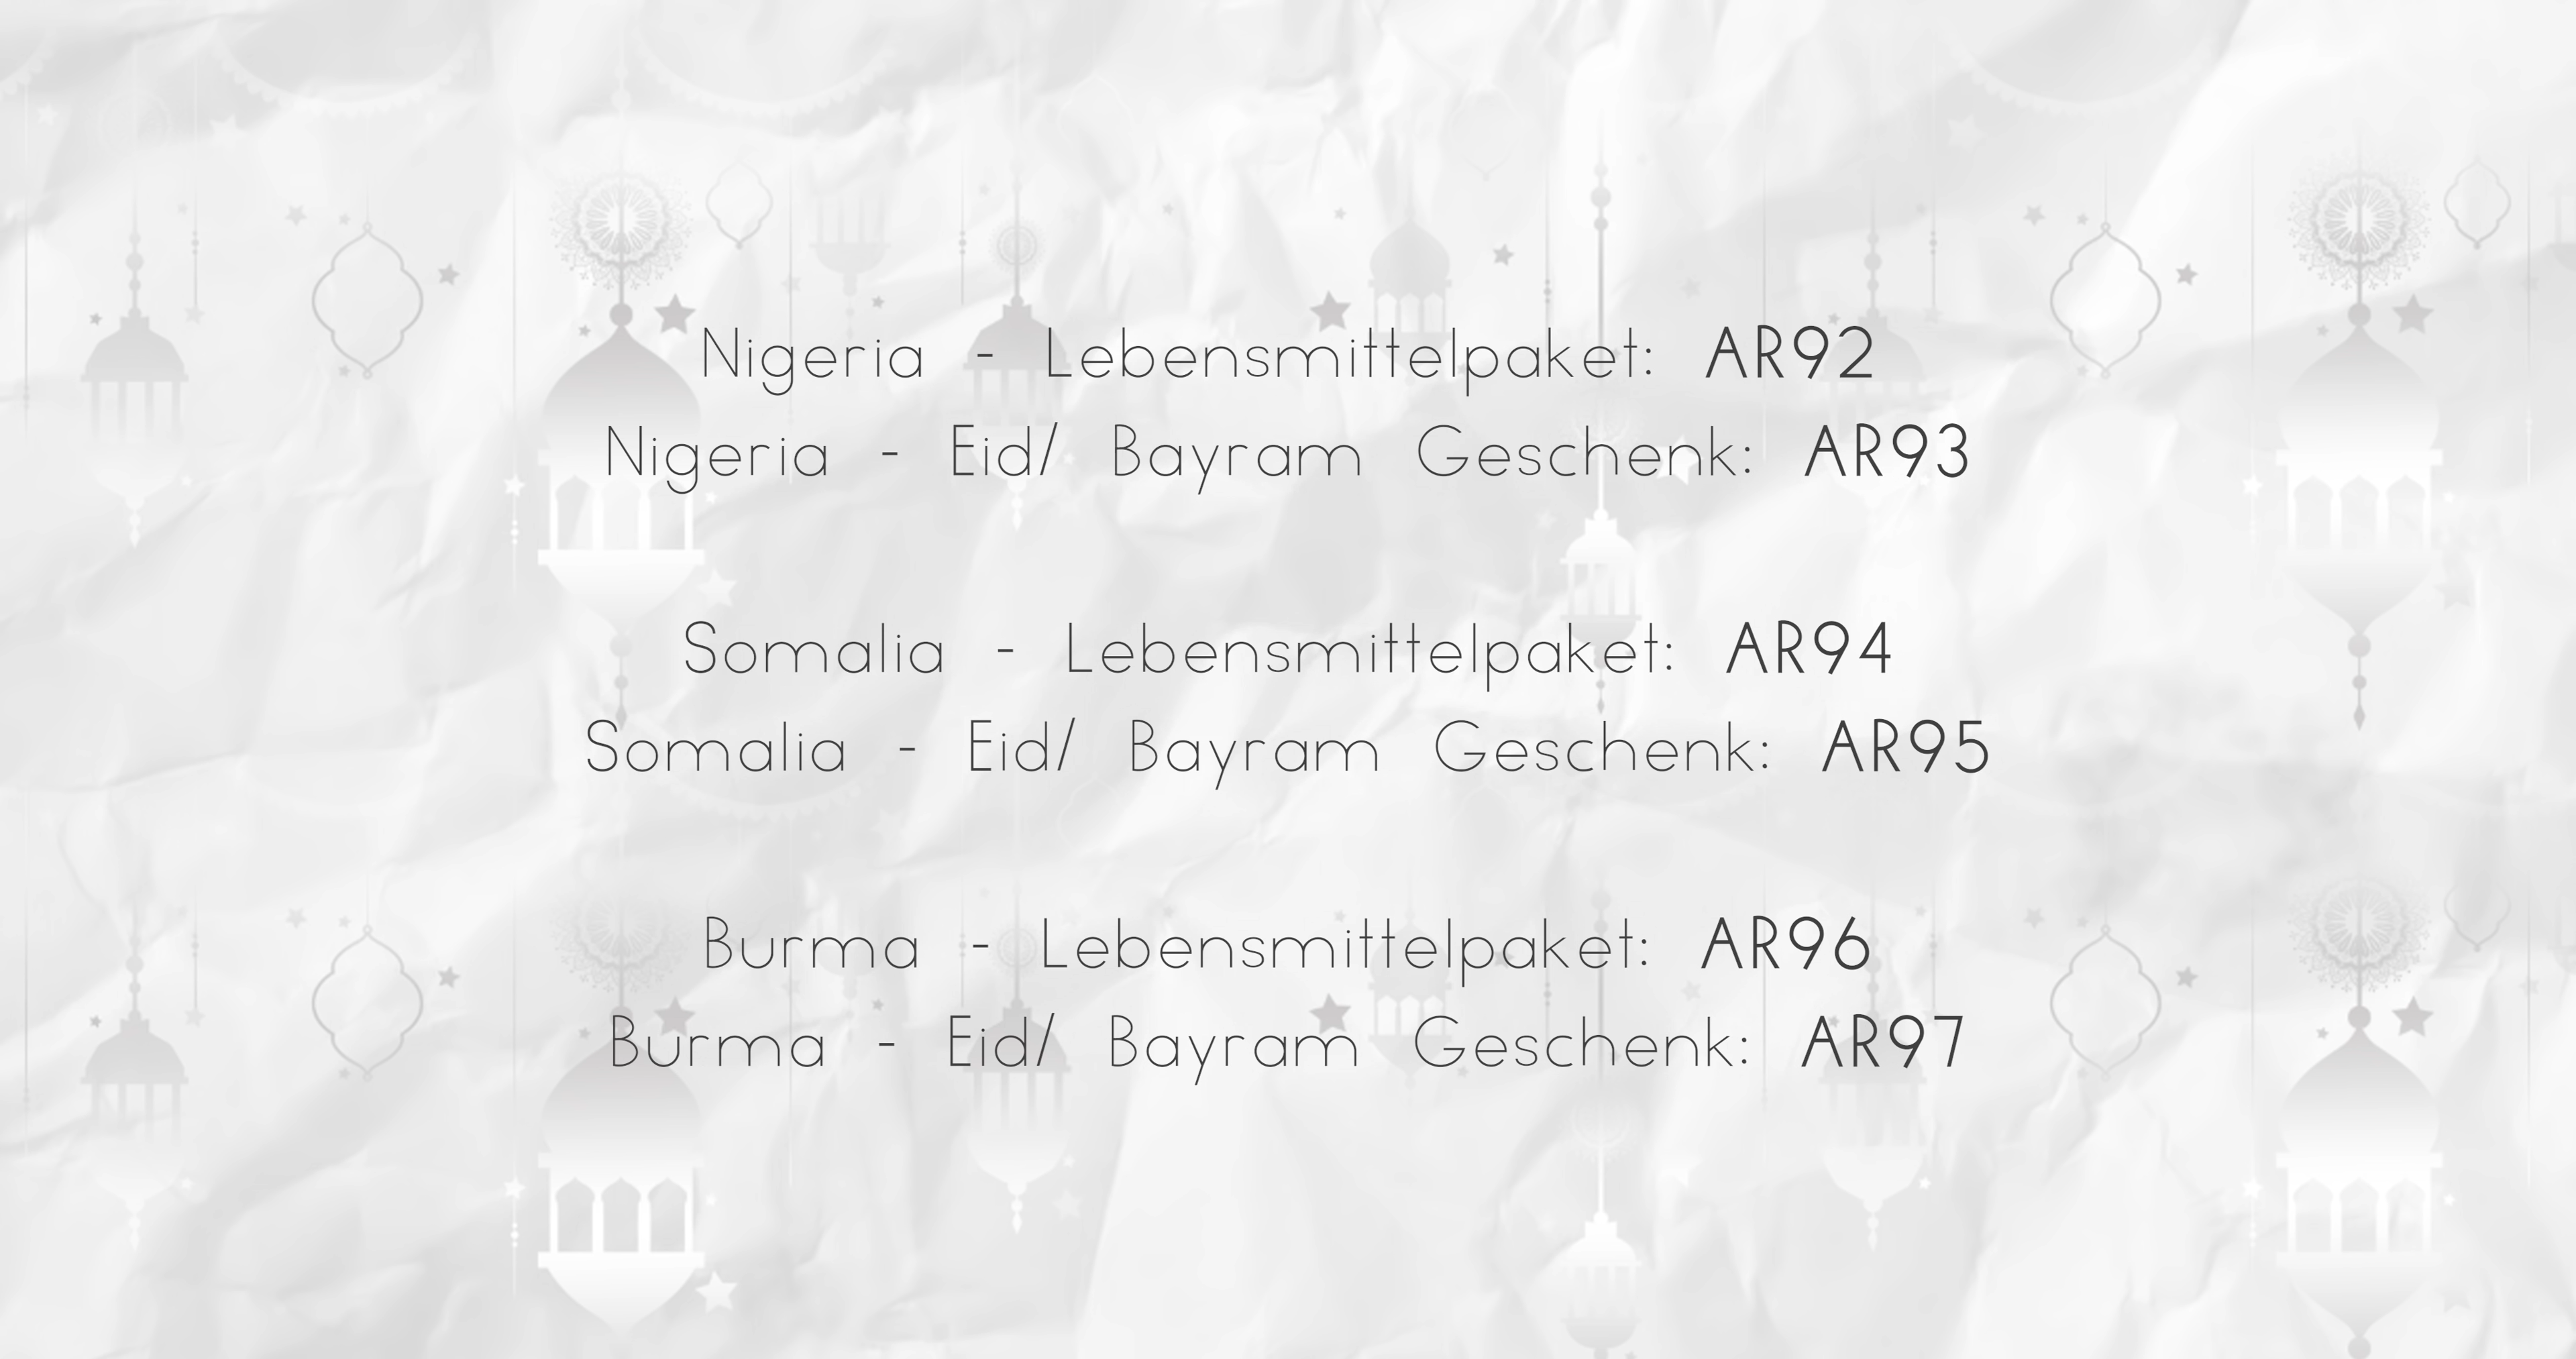 Nigeria - Lebensmittelpaket: AR92
Nigeria - Eid/ Bayram Geschenk: AR93
Somalia - Lebensmittelpaket: AR94
Somalia - Eid/ Bayram Geschenk: AR95
Burma - Lebensmittelpaket: AR96
Burma - Eid/ Bayram Geschenk: AR97